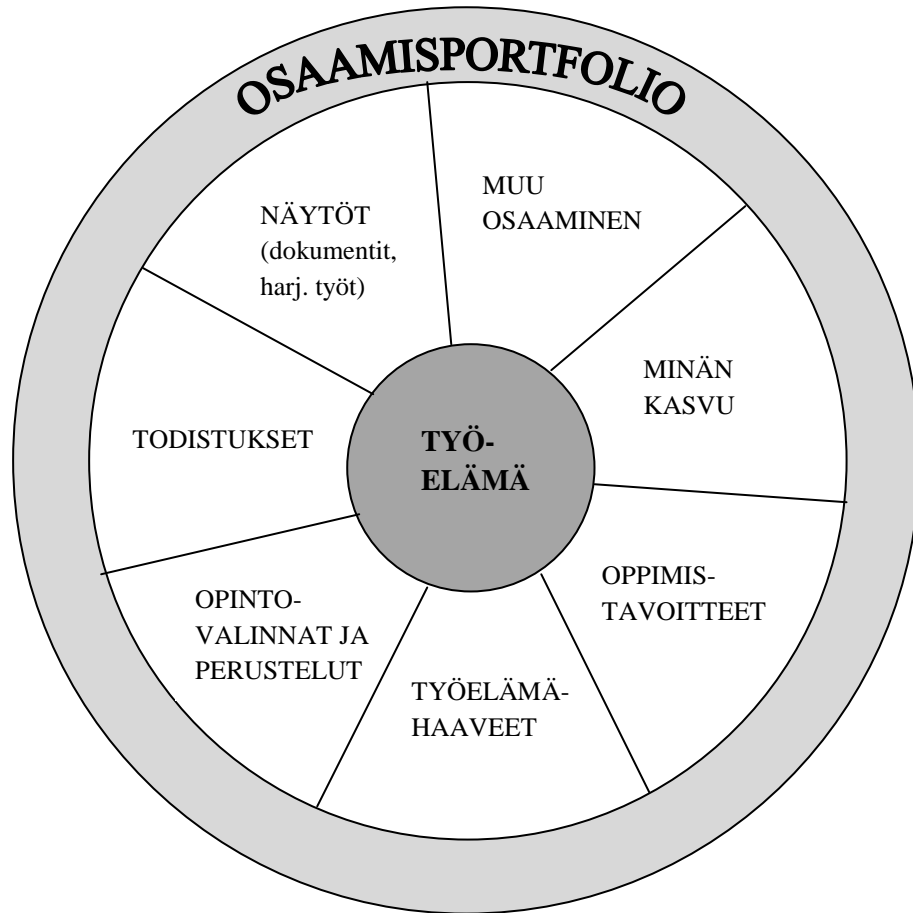 OSAAMISPORTFOLIO
MUU
OSAAMINEN
NÄYTÖT
(dokumentit,
harj. työt)
MINÄN
KASVU
TODISTUKSET
TYÖ-
ELÄMÄ
OPPIMIS-
TAVOITTEET
OPINTO-
VALINNAT JA
PERUSTELUT
TYÖELÄMÄ-
HAAVEET